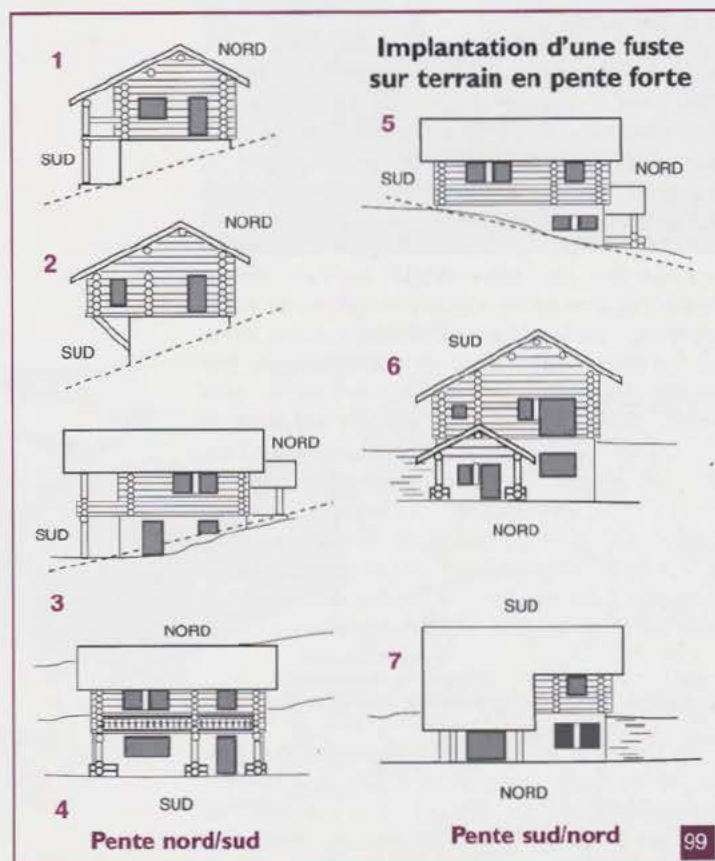 Implantation d'une fuste
sur terrain en pente forte
1
NORD
SUD
2
NORD
SUD
NORD
SUD
3
NORD
SUD
4
Pente nord/sud
5
SUD
NORD
6
SUD
NORD
SUD
7
NORD
Pente sud/nord
99